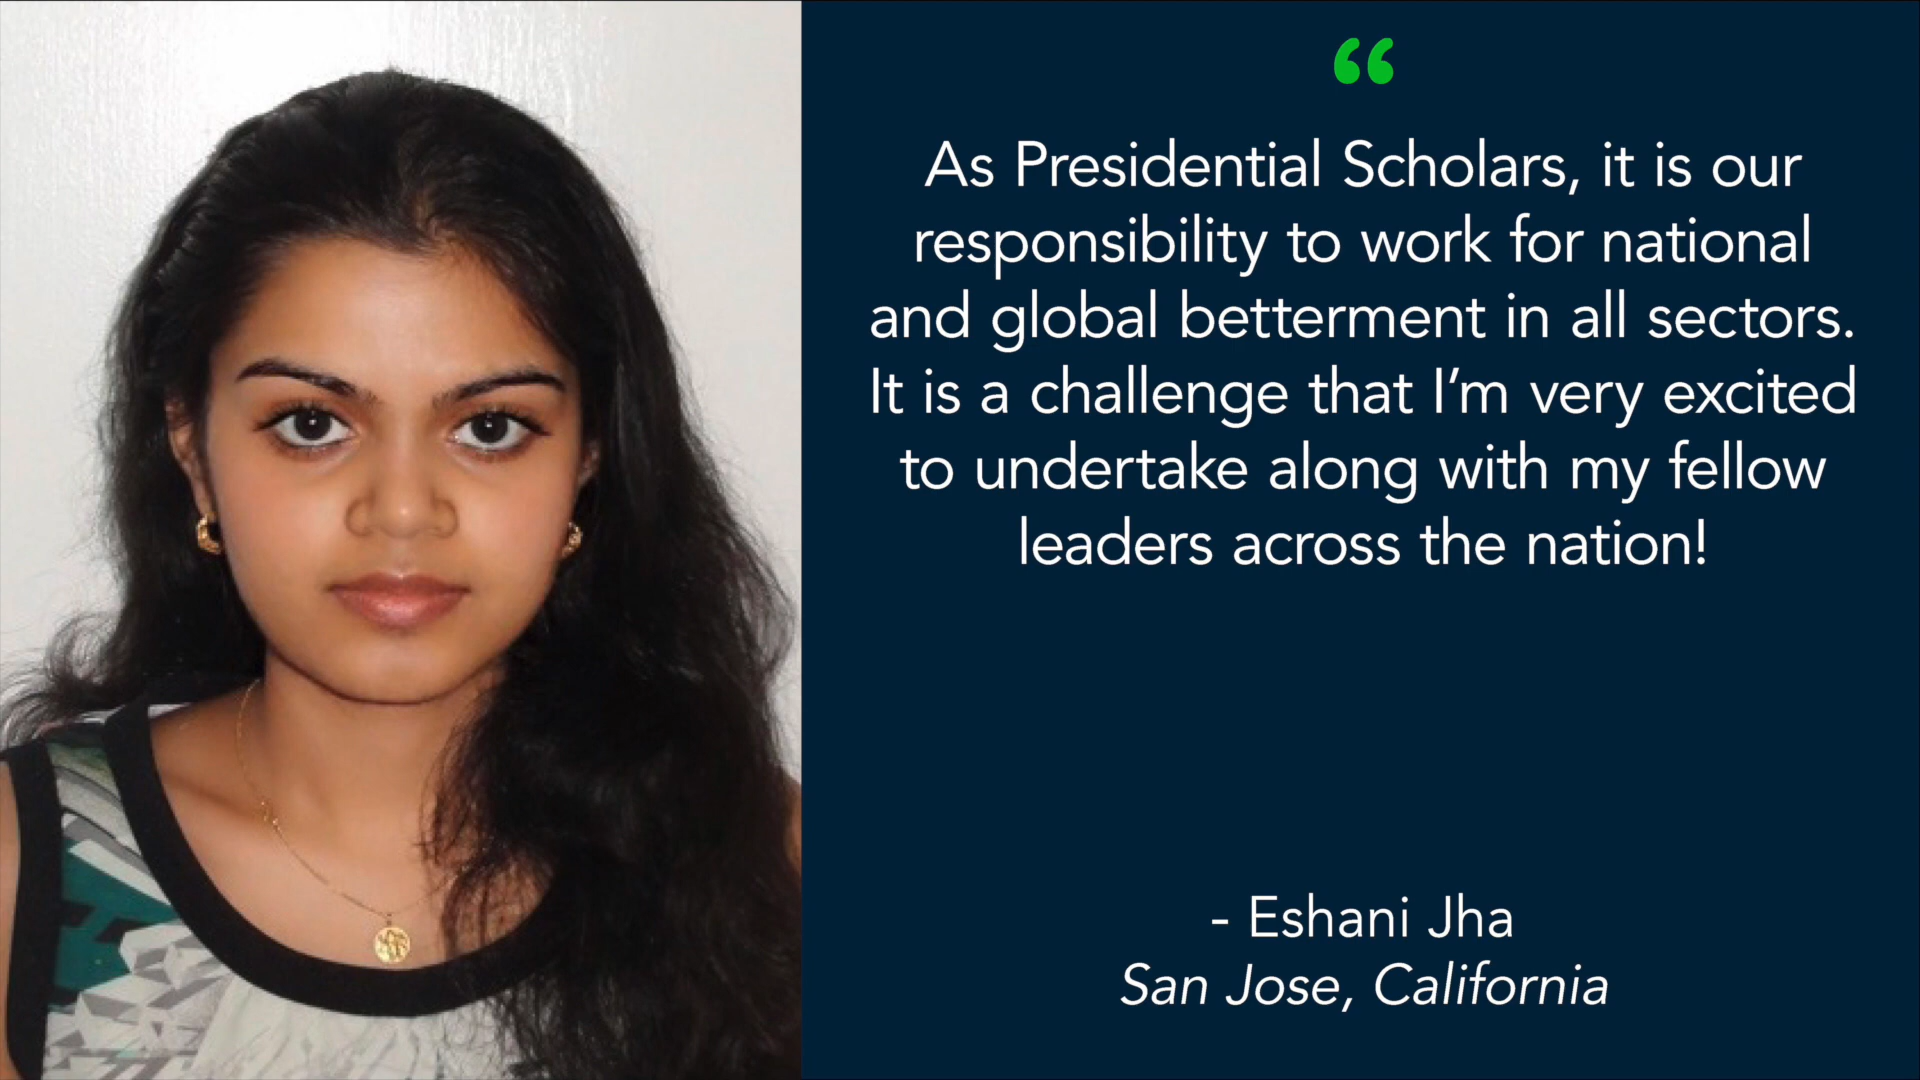 “
As Presidential Scholars, it is our
responsibility to work for national
and global betterment in all sectors.
It is a challenge that I’m very excited
to undertake along with my fellow
leaders across the nation!
- Eshani Jha
San Jose, California